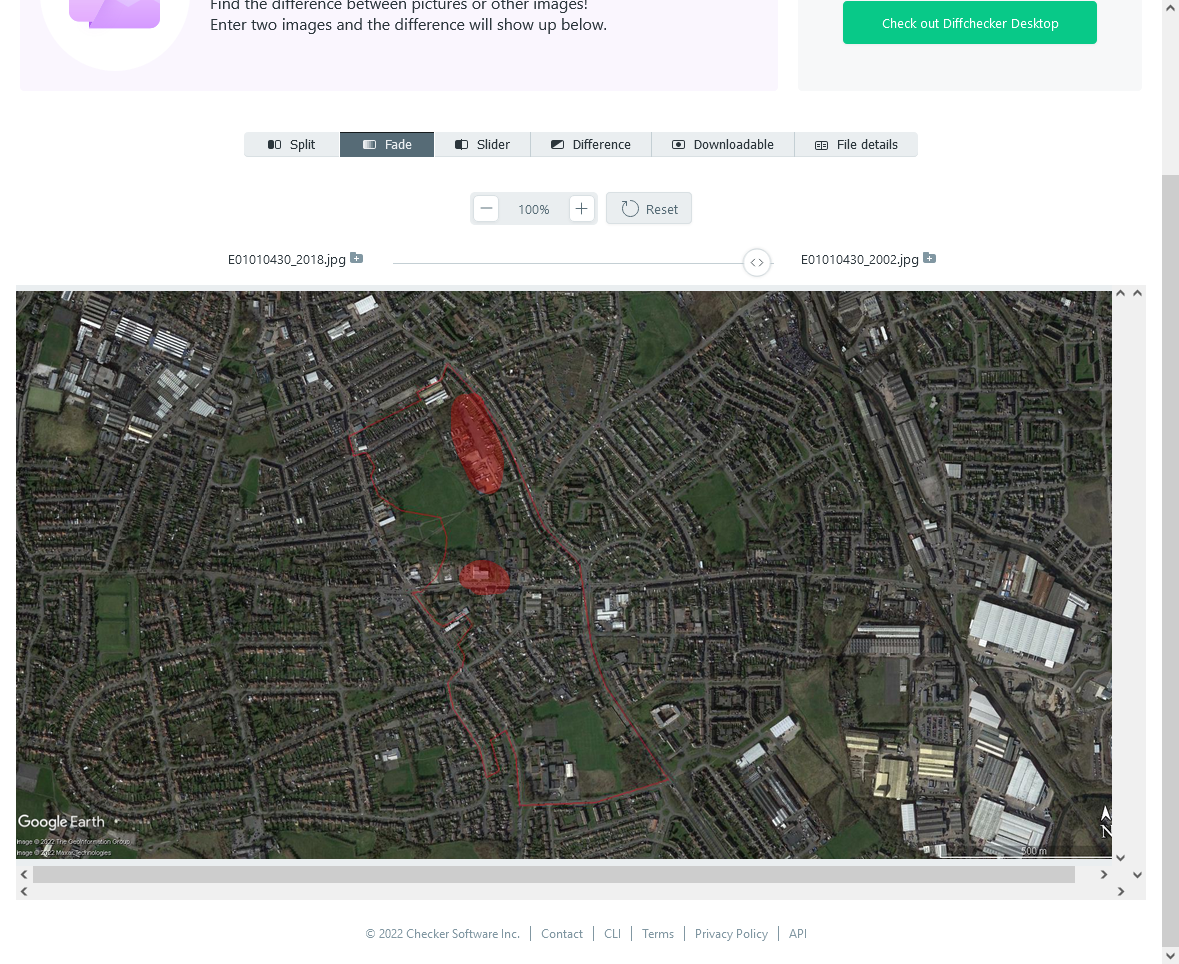 Find the difference between pictures or other images!
Enter two images and the difference will show up below.
Check out Diffchecker Desktop
Split
Fade
Slider
Difference
Downloadable
File details
100%
Reset
E01010430_2018.jpg
E01010430_2002.jpg
Google Earth
Image © 2022 The GeoInformation Group
Image © 2022 Maxar Technologies
N
500 m
© 2022 Checker Software Inc.
Contact
CLI
Terms
Privacy Policy
API